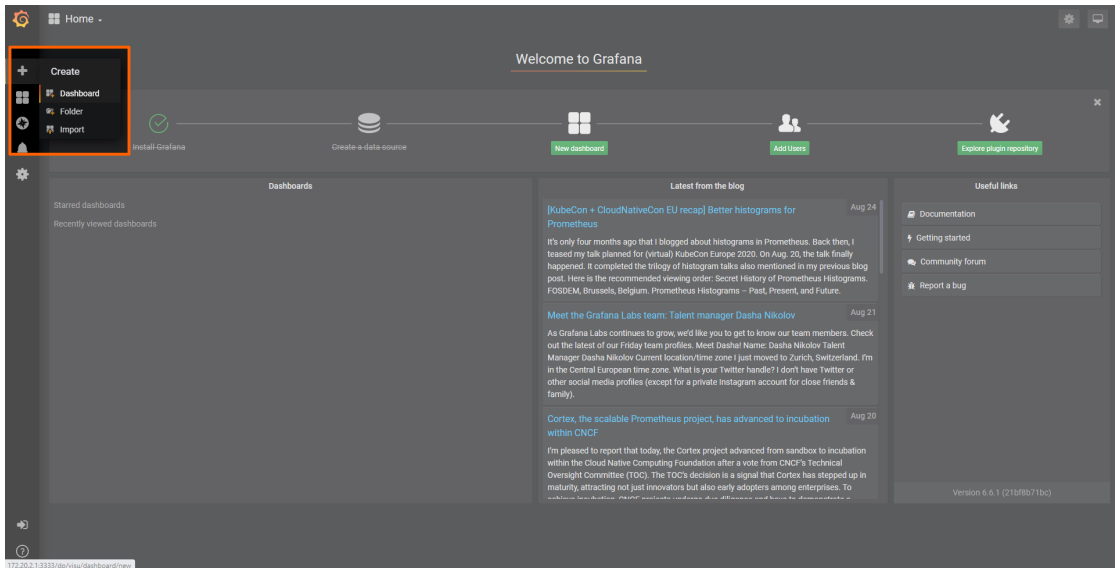 Home
Welcome to Grafana
Create
Dashboard
Folder
Import
Install Grafana
Create a data source
New dashboard
Add Users
Explore plugin repository
Dashboards
Starred dashboards
Recently viewed dashboards
Latest from the blog
[KubeCon + CloudNativeCon EU recap] Better histograms for
Prometheus
Aug 24
It's only four months ago that I blogged about histograms in Prometheus. Back then, I
teased my talk planned for (virtual) KubeCon Europe 2020. On Aug. 20, the talk finally
happened. It completed the trilogy of histogram talks also mentioned in my previous blog
post. Here is the recommended viewing order: Secret History of Prometheus Histograms.
FOSDEM, Brussels, Belgium. Prometheus Histograms – Past, Present, and Future.
Meet the Grafana Labs team: Talent manager Dasha Nikolov
Aug 21
As Grafana Labs continues to grow, we'd like you to get to know our team members. Check
out the latest of our Friday team profiles. Meet Dasha! Name: Dasha Nikolov Talent
Manager Dasha Nikolov Current location/time zone I just moved to Zurich, Switzerland. I'm
in the Central European time zone. What is your Twitter handle? I don't have Twitter or
other social media profiles (except for a private Instagram account for close friends &
family).
Cortex, the scalable Prometheus project, has advanced to incubation
within CNCF
Aug 20
I'm pleased to report that today, the Cortex project advanced from sandbox to incubation
within the Cloud Native Computing Foundation after a vote from CNCF's Technical
Oversight Committee (TOC). The TOC's decision is a signal that Cortex has stepped up in
maturity, attracting not just innovators but also early adopters among enterprises. To
achieve incubation, CNCF projects undergo due diligence and have to demonstrate a
Useful links
Documentation
Getting started
Community forum
Report a bug
Version 6.6.1 (21bf8b71bc)
172.20.2.1:3333/dp/visu/dashboard/new